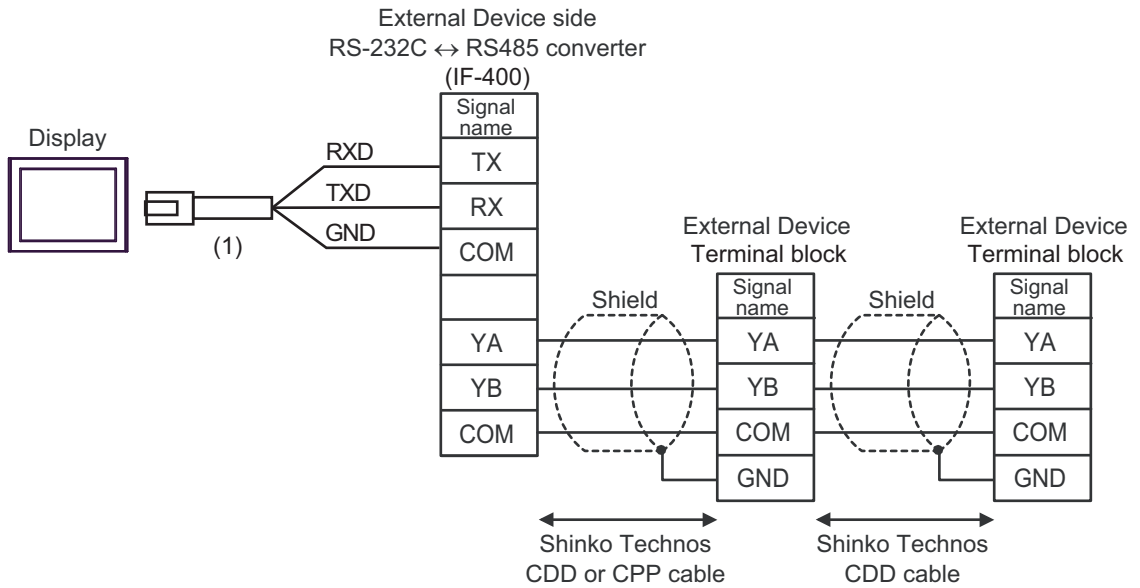 External Device side
RS-232C ↔ RS485 converter
(IF-400)
Signal
name
TX
RX
COM
YA
YB
COM
Display
RXD
TXD
GND
(1)
Shield
External Device
Terminal block
Signal
name
YA
YB
COM
GND
Shield
External Device
Terminal block
Signal
name
YA
YB
COM
GND
Shinko Technos
CDD or CPP cable
Shinko Technos
CDD cable